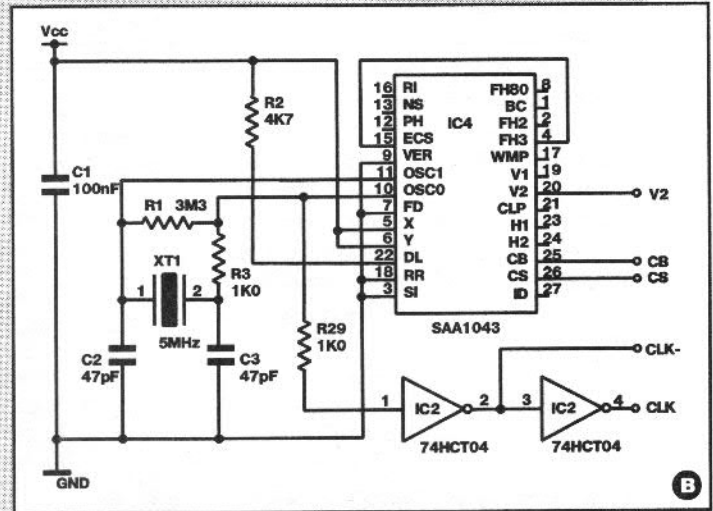 Vcc
C1
100nF
R2
4K7
R1 3M3
R3
1K0
XT1
1 2
5MHz
C2
47pF
C3
47pF
R29
1K0
GND
IC4
16 RI
13 NS
12 PH
15 ECS
9 VER
11 OSC1
10 OSC0
7 FD
5 X
6 Y
22 DL
18 RR
3 SI
FH80 8
BC 1
FH2 2
FH3 4
WMP 17
V1 19
V2 20
CLP 21
H1 23
H2 24
CB 25
CS 26
ID 27
SAA1043
V2
CB
CS
CLK-
1 IC2 2
74HCT04
3 IC2 4
74HCT04
CLK
B